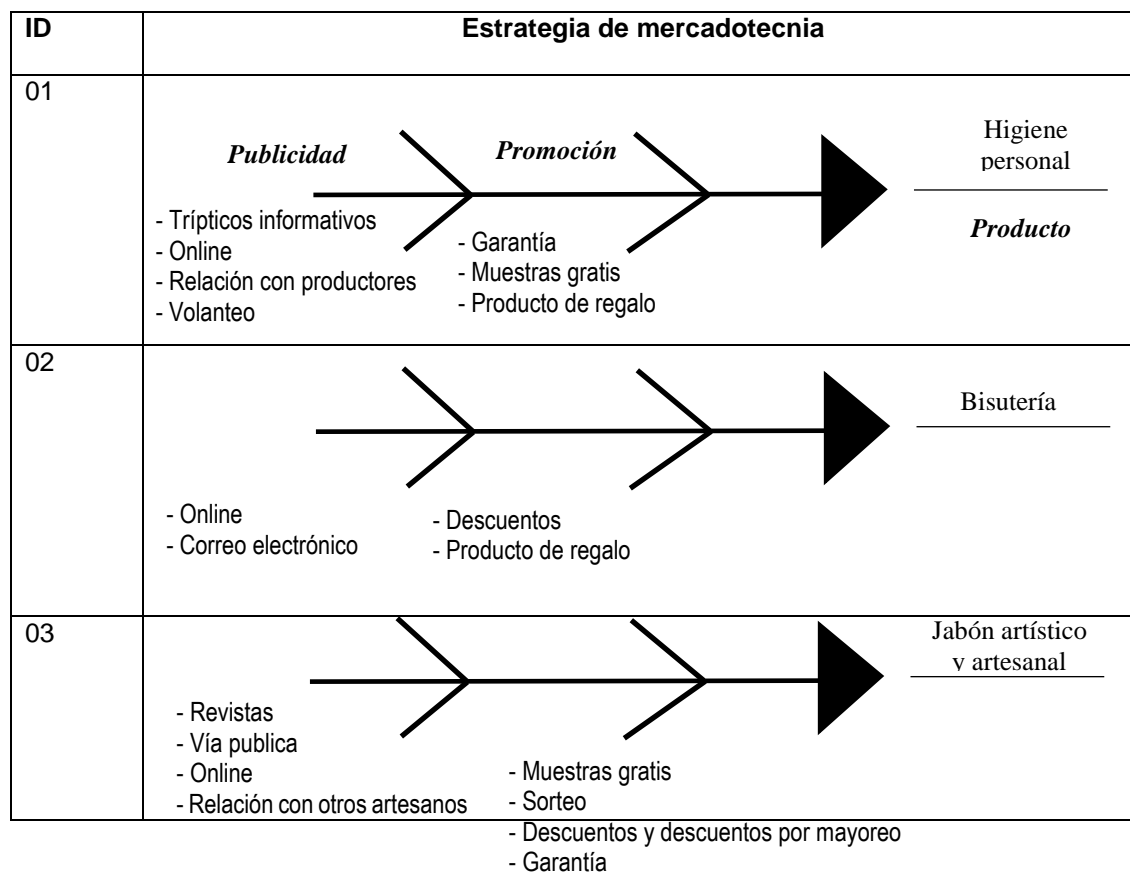 ID
Estrategia de mercadotecnia
01
Publicidad
- Trípticos informativos
- Online
- Relación con productores
- Volanteo
Promoción
- Garantía
- Muestras gratis
- Producto de regalo
Higiene
personal
Producto
02
- Online
- Correo electrónico
- Descuentos
- Producto de regalo
Bisutería
03
- Revistas
- Vía publica
- Online
- Relación con otros artesanos
- Muestras gratis
- Sorteo
- Descuentos y descuentos por mayoreo
- Garantía
Jabón artístico
y artesanal